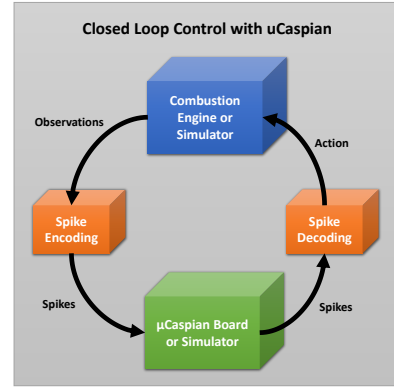 Closed Loop Control with uCaspian
Combustion
Engine or
Simulator
Observations
Action
Spike
Encoding
Spike
Decoding
Spikes
Spikes
µCaspian Board
or Simulator